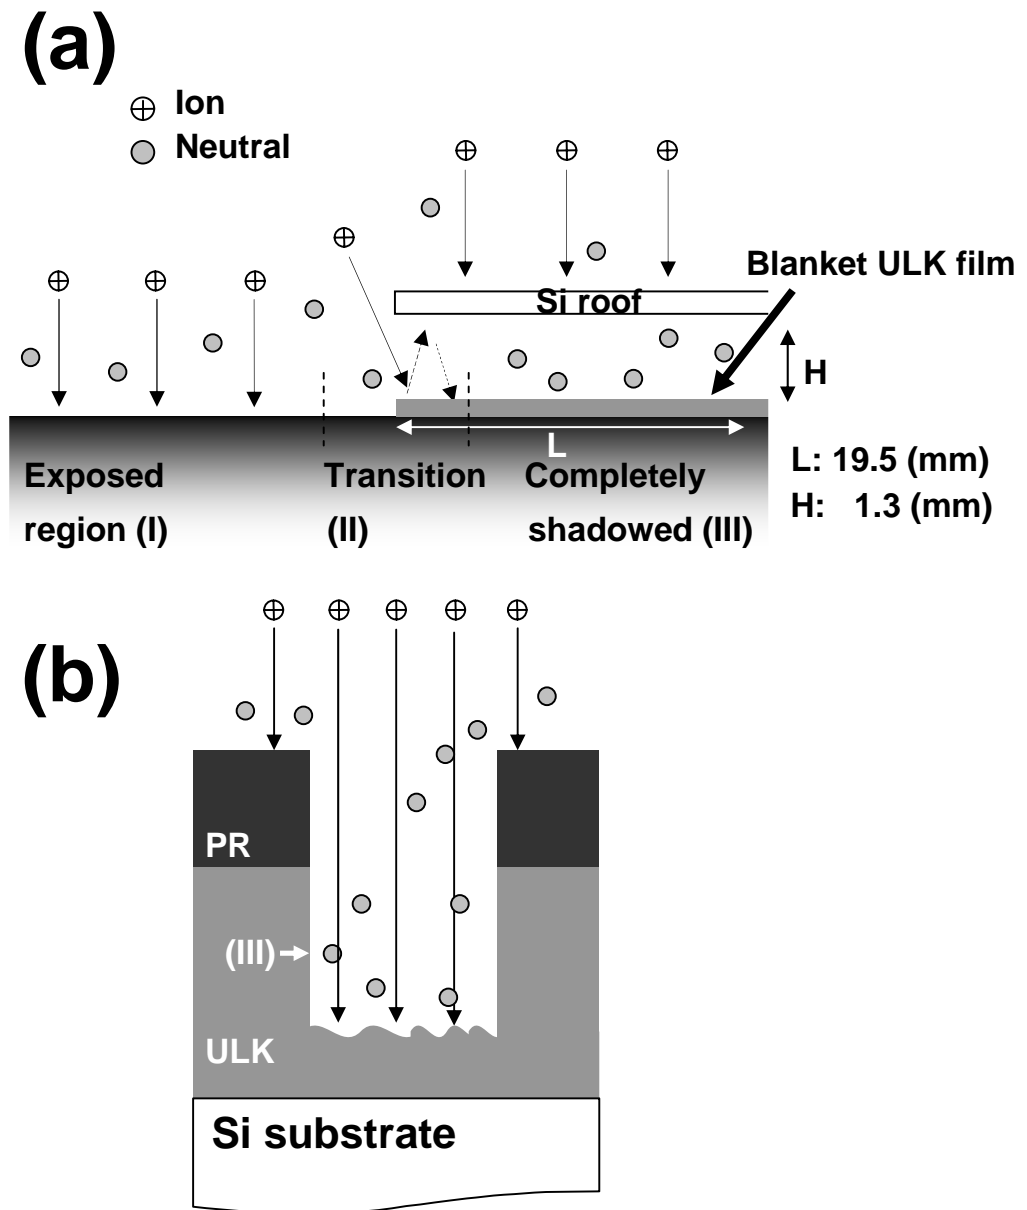 (a)
Ion
Neutral
Blanket ULK film
Si roof
H
L
Exposed
region (I)
Transition
(II)
Completely
shadowed (III)
L: 19.5 (mm)
H: 1.3 (mm)
(b)
PR
(III)
ULK
Si substrate